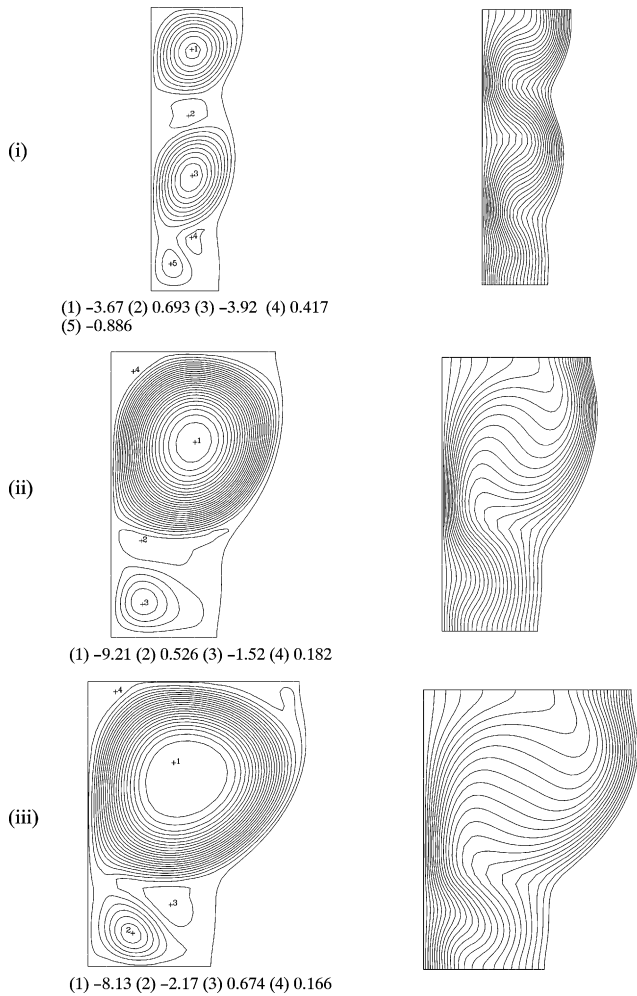 (i)
+1
+2
+3
+4
+5
(1) –3.67 (2) 0.693 (3) –3.92 (4) 0.417
(5) –0.886
(ii)
+4
+1
+2
+3
(1) –9.21 (2) 0.526 (3) –1.52 (4) 0.182
(iii)
+4
+1
+3
2+
(1) –8.13 (2) –2.17 (3) 0.674 (4) 0.166